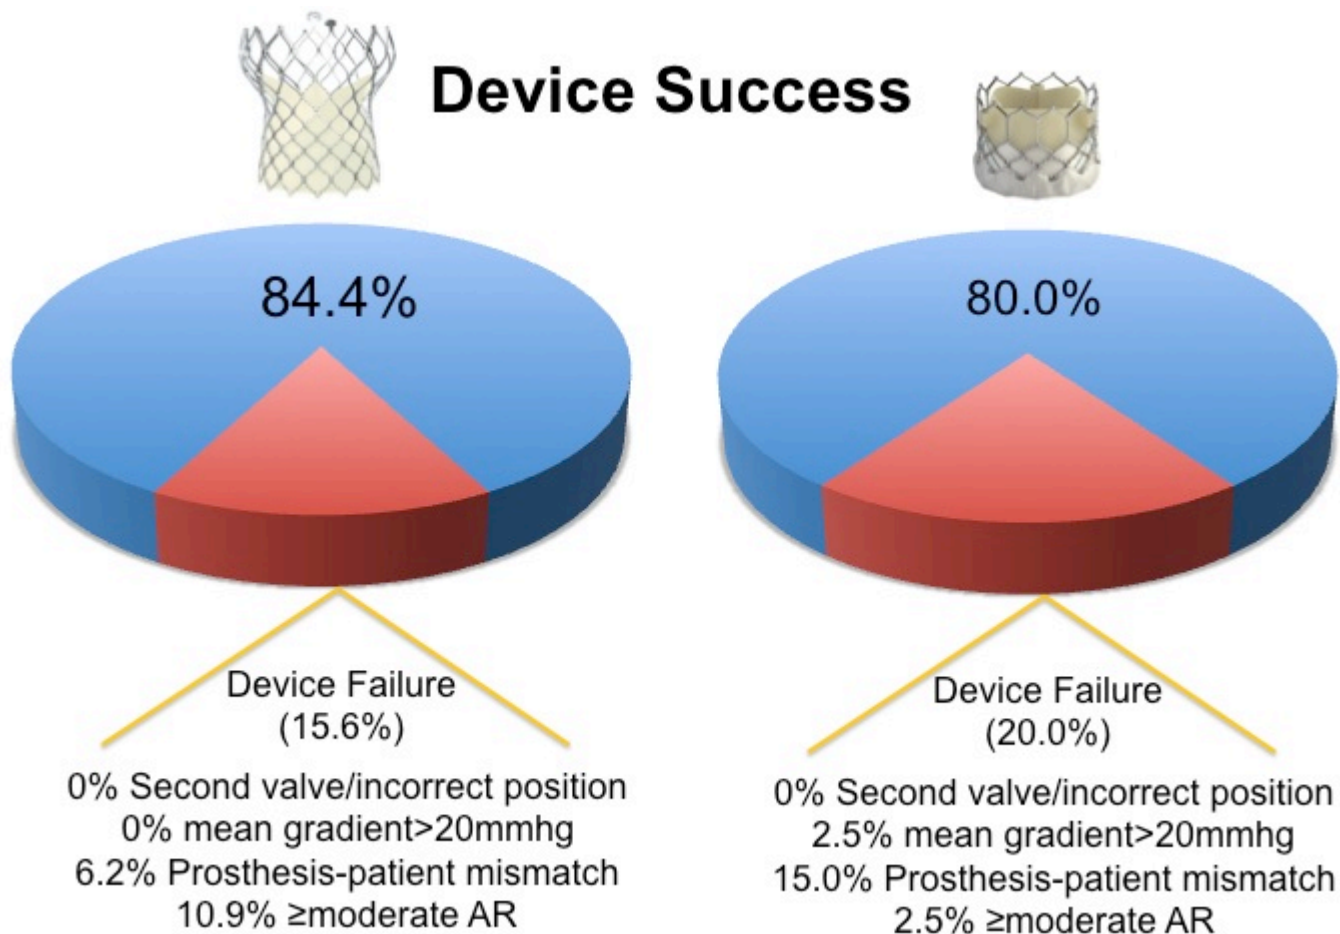 Device Success
84.4%
80.0%
Device Failure
(15.6%)
0% Second valve/incorrect position
0% mean gradient>20mmhg
6.2% Prosthesis-patient mismatch
10.9% ≥moderate AR
Device Failure
(20.0%)
0% Second valve/incorrect position
2.5% mean gradient>20mmhg
15.0% Prosthesis-patient mismatch
2.5% ≥moderate AR